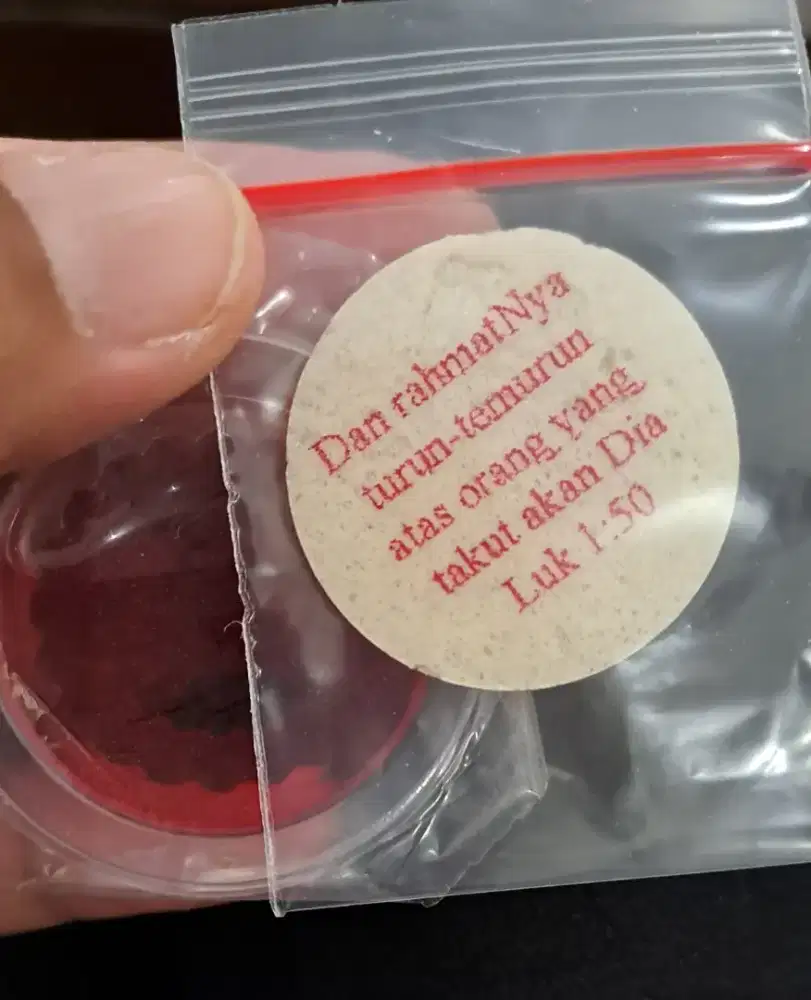 Dan rahmatNya
turun-temurun
atas orang yang
takut akan Dia
Luk 1:50